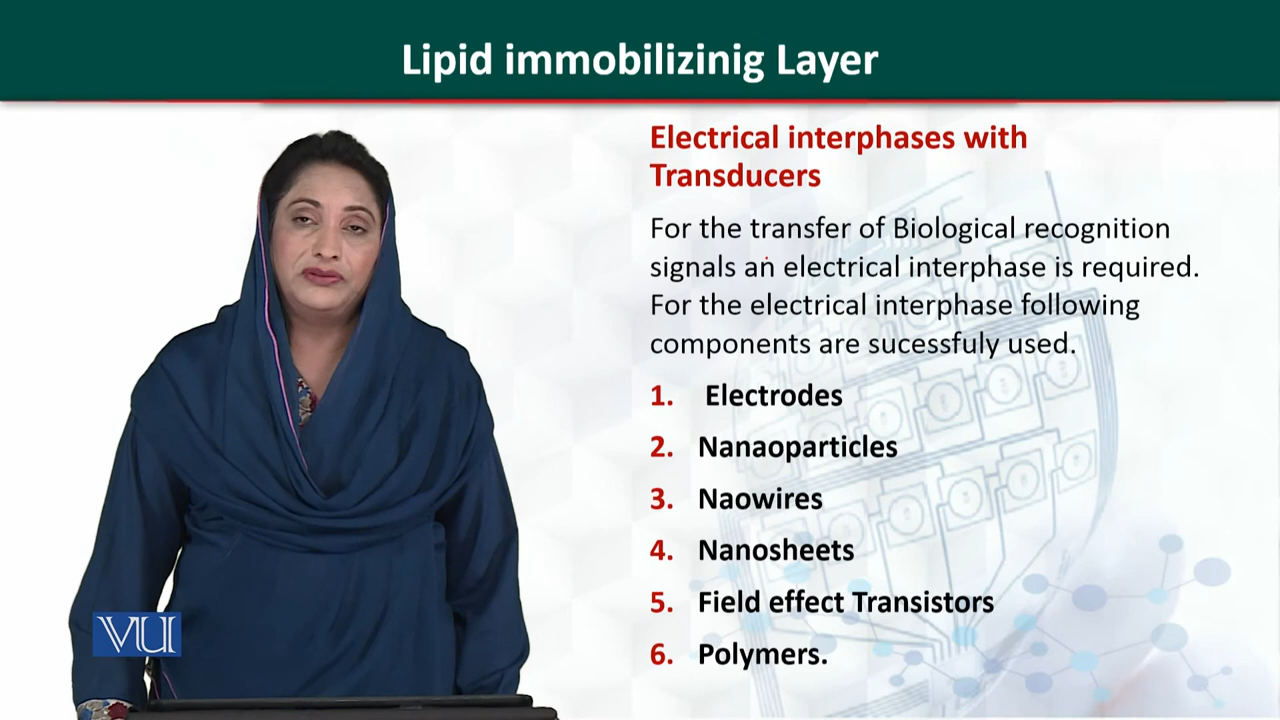 Lipid immobilizinig Layer
Electrical interphases with
Transducers
For the transfer of Biological recognition
signals an electrical interphase is required.
For the electrical interphase following
components are sucessfuly used.
1. Electrodes
2. Nanaoparticles
3. Naowires
4. Nanosheets
5. Field effect Transistors
6. Polymers.
VU